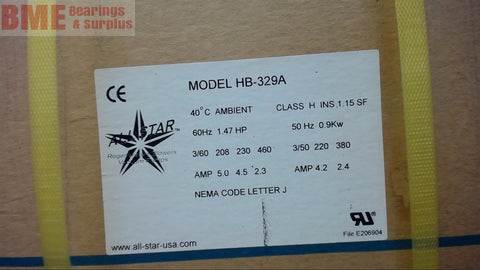 BME Bearings
& Surplus
CE
MODEL HB-329A
40°C AMBIENT CLASS H INS 1.15 SF
ALL STAR™
60Hz 1.47 HP 50 Hz 0.9Kw
3/60 208 230 460 3/50 220 380
AMP 5.0 4.5 2.3 AMP 4.2 2.4
NEMA CODE LETTER J
www.all-star-usa.com
File E206904